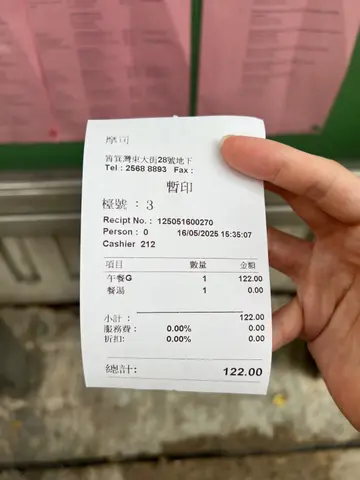 摩司
筲箕灣東大街28號地下
Tel : 2568 8893 Fax :
暫印
檯號 : 3
Recipt No. : 125051600270
Person : 0 16/05/2025 15:35:07
Cashier 212
項目 數量 金額
午餐G 1 122.00
餐湯 1 0.00
小計 : 122.00
服務費 : 0.00% 0.00
折扣: 0.00% 0.00
總計: 122.00